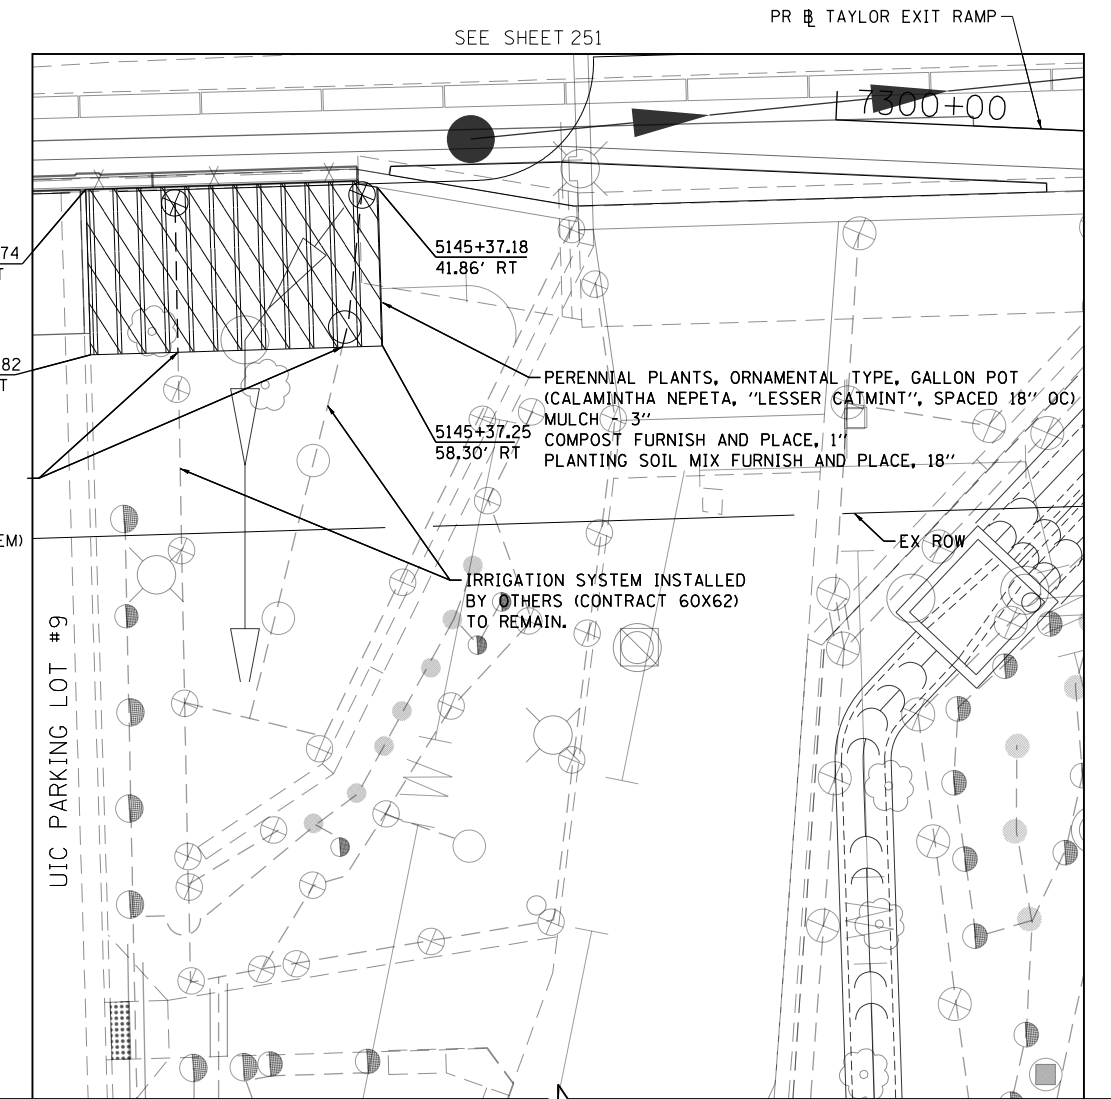 PR ⅊ TAYLOR EXIT RAMP
SEE SHEET 251
7300+00
74
T
5145+37.18
41.86' RT
82
T
PERENNIAL PLANTS, ORNAMENTAL TYPE, GALLON POT
(CALAMINTHA NEPETA, "LESSER CATMINT", SPACED 18" OC)
MULCH - 3"
COMPOST FURNISH AND PLACE, 1"
PLANTING SOIL MIX FURNISH AND PLACE, 18"
5145+37.25
58.30' RT
EM)
EX ROW
IRRIGATION SYSTEM INSTALLED
BY OTHERS (CONTRACT 60X62)
TO REMAIN.
UIC PARKING LOT #9